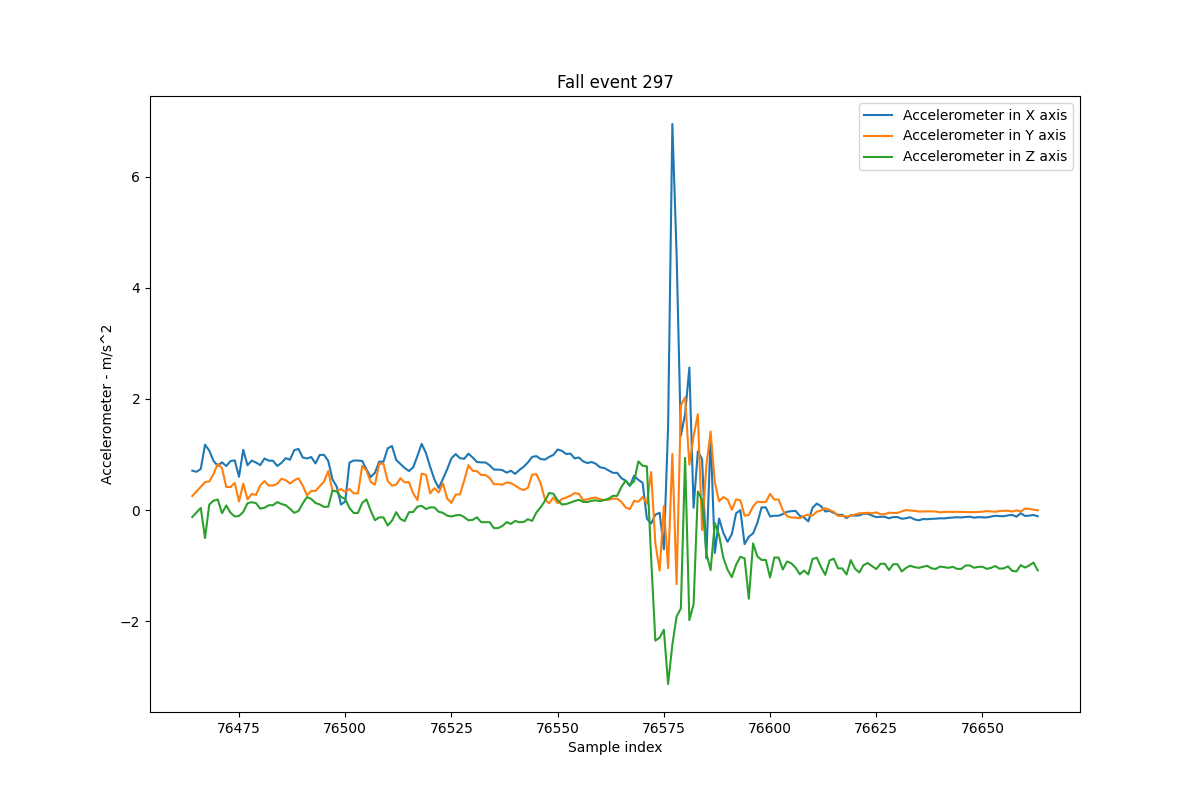 Fall event 297
Accelerometer in X axis
Accelerometer in Y axis
Accelerometer in Z axis
Accelerometer - m/s^2
6
4
2
0
−2
76475 76500 76525 76550 76575 76600 76625 76650
Sample index